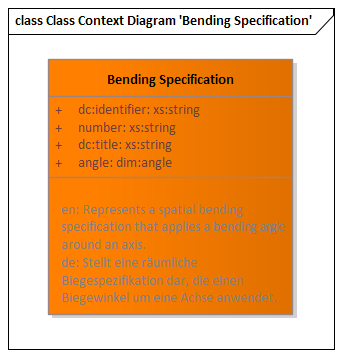 class Class Context Diagram 'Bending Specification'
Bending Specification
+ dc:identifier: xs:string
+ number: xs:string
+ dc:title: xs:string
+ angle: dim:angle
en: Represents a spatial bending
specification that applies a bending angle
around an axis.
de: Stellt eine räumliche
Biegespezifikation dar, die einen
Biegewinkel um eine Achse anwendet.